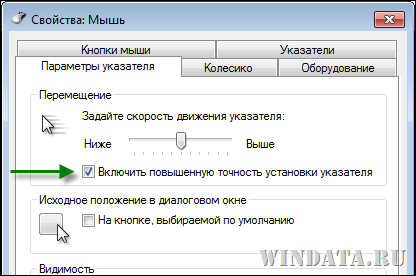 Свойства: Мышь
Кнопки мыши
Указатели
Параметры указателя
Колесико
Оборудование
Перемещение
Задайте скорость движения указателя:
Ниже
Выше
Включить повышенную точность установки указателя
Исходное положение в диалоговом окне
На кнопке, выбираемой по умолчанию
Видимость
WINDATA.RU